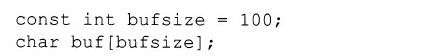 const int bufsize = 100;
char buf[bufsize];